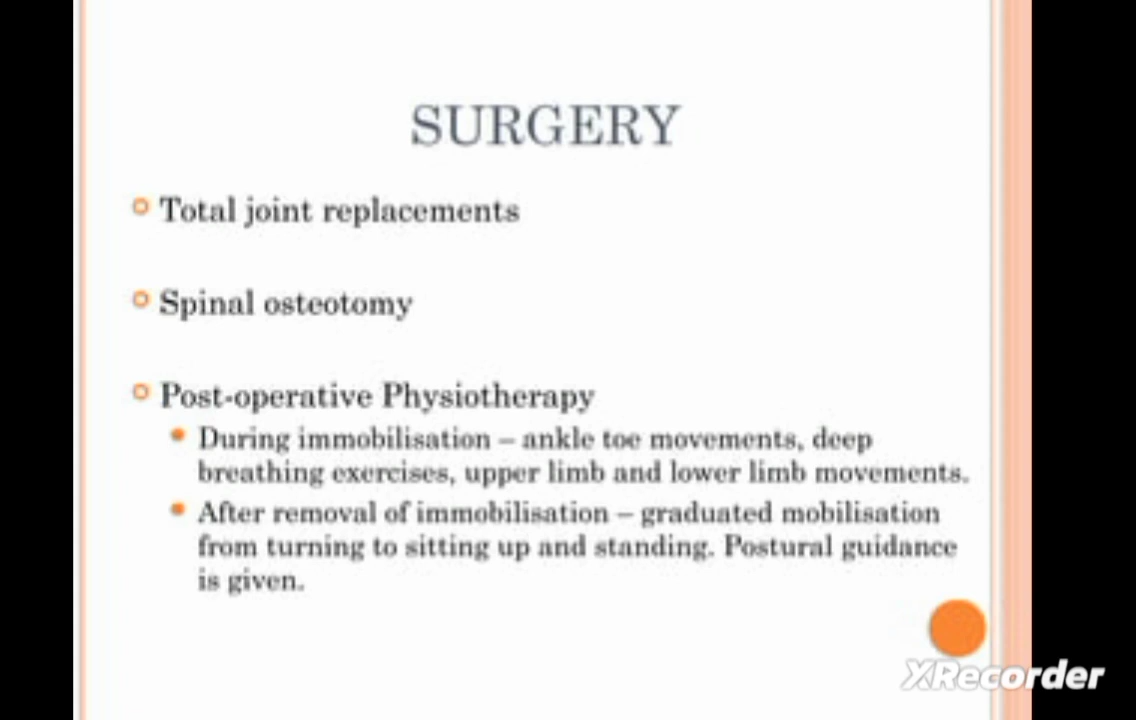 SURGERY
Total joint replacements
Spinal osteotomy
Post-operative Physiotherapy
During immobilisation – ankle toe movements, deep
breathing exercises, upper limb and lower limb movements.
After removal of immobilisation – graduated mobilisation
from turning to sitting up and standing. Postural guidance
is given.
XRecorder